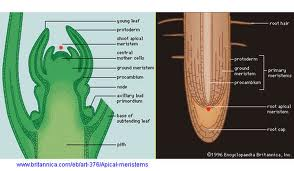 young leaf
protoderm
shoot apical
meristem
central
mother cells
ground meristem
procambium
node
axillary bud
primordium
base of
subtending leaf
pith
www.britannica.com/eb/art-376/Apical-meristems
root hair
protoderm
ground
meristem
procambium
primary
meristems
root apical
meristem
root cap
©1996 Encyclopaedia Britannica, Inc.